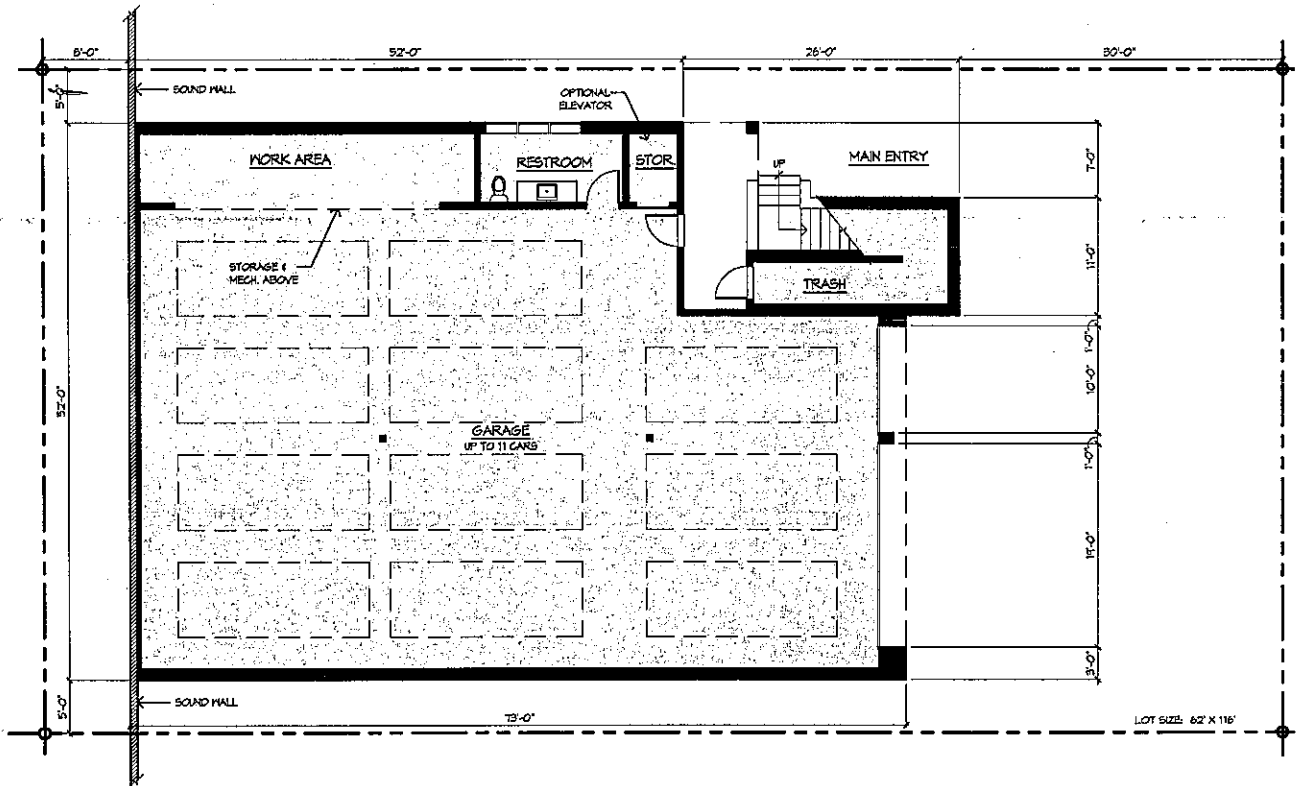 8'-0"
52'-0"
26'-0"
30'-0"
5'-0"
SOUND WALL
OPTIONAL
ELEVATOR
WORK AREA
RESTROOM
STOR.
UP
MAIN ENTRY
7'-0"
STORAGE &
MECH. ABOVE
11'-0"
TRASH
1'-0"
10'-0"
52'-0"
GARAGE
UP TO 11 CARS
1'-0"
19'-0"
3'-0"
5'-0"
SOUND WALL
73'-0"
LOT SIZE: 62' X 116'